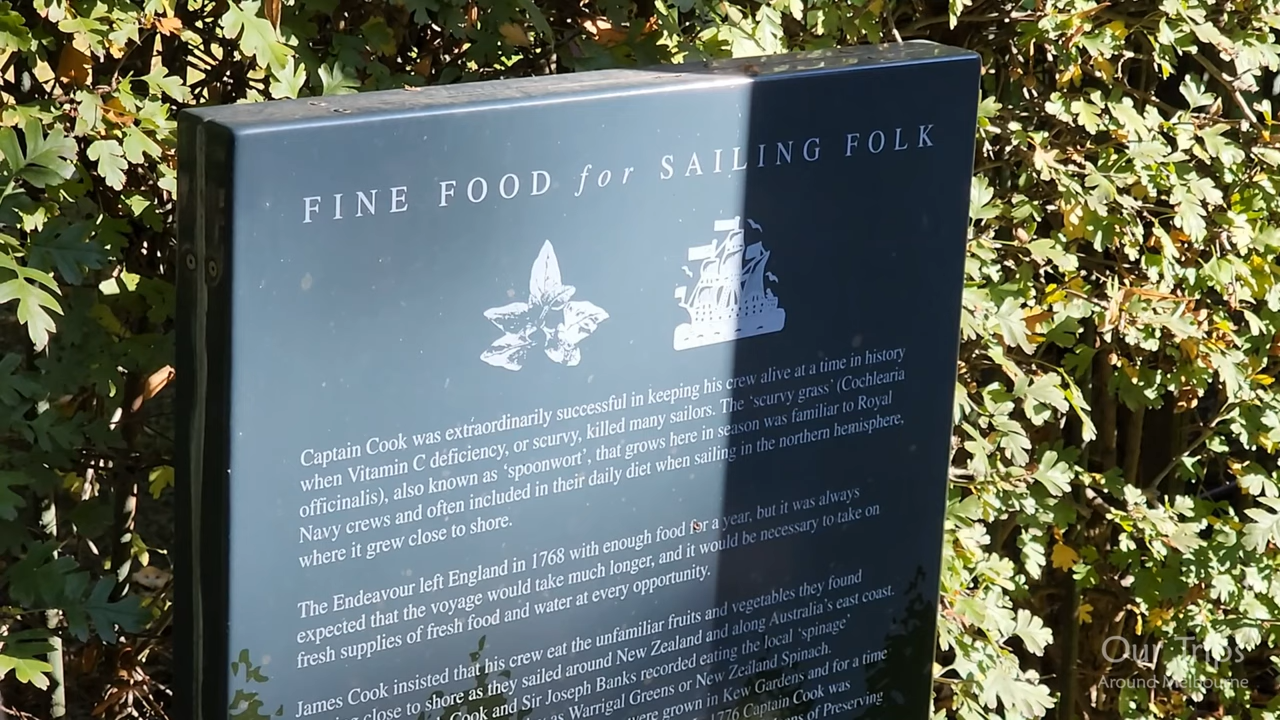 FINE FOOD for SAILING FOLK
Captain Cook was extraordinarily successful in keeping his crew alive at a time in history
when Vitamin C deficiency, or scurvy, killed many sailors. The ‘scurvy grass’ (Cochlearia
officinalis), also known as ‘spoonwort’, that grows here in season was familiar to Royal
Navy crews and often included in their daily diet when sailing in the northern hemisphere,
where it grew close to shore.
The Endeavour left England in 1768 with enough food for a year, but it was always
expected that the voyage would take much longer, and it would be necessary to take on
fresh supplies of fresh food and water at every opportunity.
James Cook insisted that his crew eat the unfamiliar fruits and vegetables they found
close to shore as they sailed around New Zealand and along Australia’s east coast.
Cook and Sir Joseph Banks recorded eating the local ‘spinage’
as Warrigal Greens or New Zealand Spinach.
were grown in Kew Gardens and for a time
1776 Captain Cook was
of Preserving
Our Trips
Around Melbourne